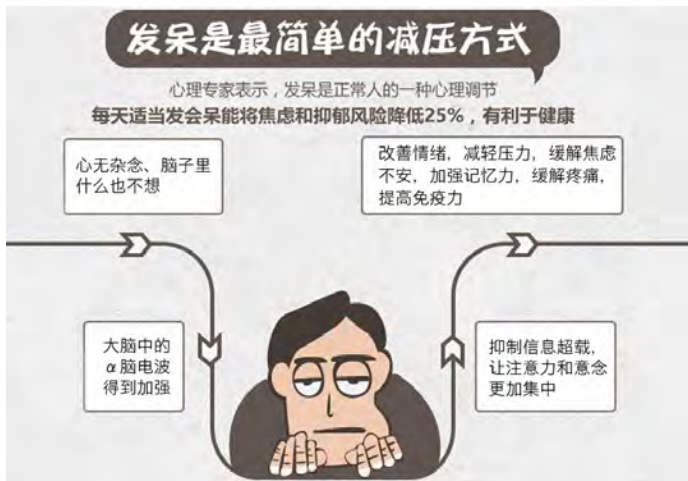 发呆是最简单的减压方式
心理专家表示，发呆是正常人的一种心理调节
每天适当发会呆能将焦虑和抑郁风险降低25%，有利于健康
心无杂念、脑子里
什么也不想
改善情绪，减轻压力，缓解焦虑
不安，加强记忆力，缓解疼痛，
提高免疫力
大脑中的
α脑电波
得到加强
抑制信息超载，
让注意力和意念
更加集中